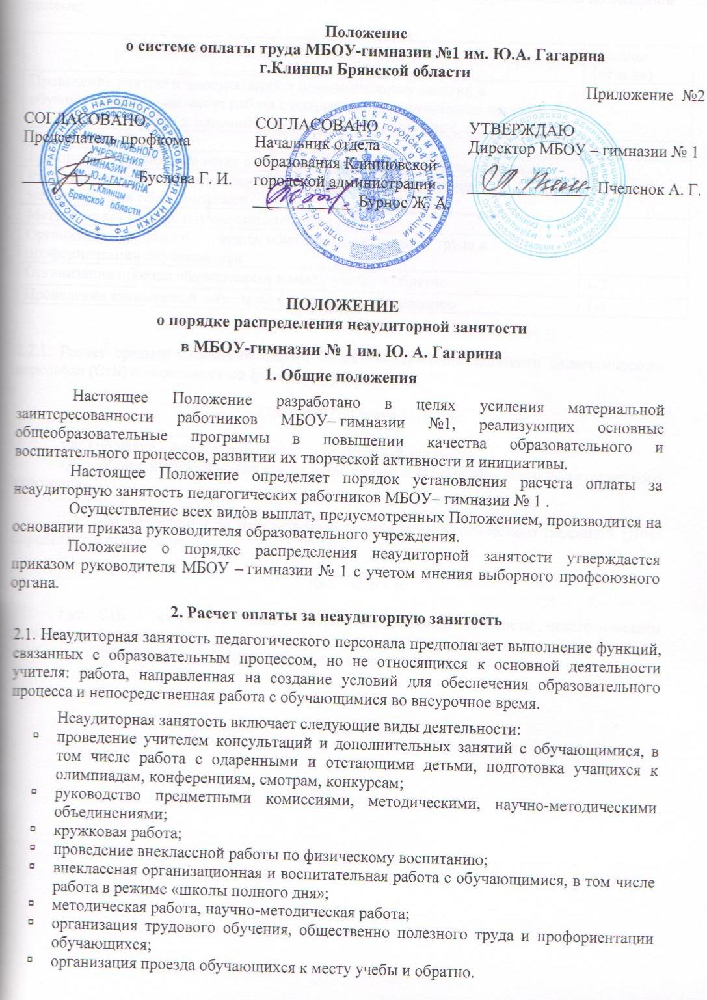 Положение
о системе оплаты труда МБОУ-гимназии №1 им. Ю.А. Гагарина
г.Клинцы Брянской области
Приложение №2
СОГЛАСОВАНО
Председатель профкома
Буслова Г. И.
СОГЛАСОВАНО
Начальник отдела
образования Клинцовской
городской администрации
Бурнос Ж. А.
УТВЕРЖДАЮ
Директор МБОУ – гимназии № 1
Пчеленок А. Г.
МУНИЦИПАЛЬНОГО
УЧРЕЖДЕНИЯ
ГИМНАЗИИ №1
ИМ. Ю.А.ГАГАРИНА
г.Клинцы
Брянской области
ПОЛОЖЕНИЕ
о порядке распределения неаудиторной занятости
в МБОУ-гимназии № 1 им. Ю. А. Гагарина
1. Общие положения
Настоящее Положение разработано в целях усиления материальной
заинтересованности работников МБОУ– гимназии №1, реализующих основные
общеобразовательные программы в повышении качества образовательного и
воспитательного процессов, развитии их творческой активности и инициативы.
Настоящее Положение определяет порядок установления расчета оплаты за
неаудиторную занятость педагогических работников МБОУ– гимназии № 1 .
Осуществление всех видов выплат, предусмотренных Положением, производится на
основании приказа руководителя образовательного учреждения.
Положение о порядке распределения неаудиторной занятости утверждается
приказом руководителя МБОУ – гимназии № 1 с учетом мнения выборного профсоюзного
органа.
2. Расчет оплаты за неаудиторную занятость
2.1. Неаудиторная занятость педагогического персонала предполагает выполнение функций,
связанных с образовательным процессом, но не относящихся к основной деятельности
учителя: работа, направленная на создание условий для обеспечения образовательного
процесса и непосредственная работа с обучающимися во внеурочное время.
Неаудиторная занятость включает следующие виды деятельности:
▫ проведение учителем консультаций и дополнительных занятий с обучающимися, в
том числе работа с одаренными и отстающими детьми, подготовка учащихся к
олимпиадам, конференциям, смотрам, конкурсам;
▫ руководство предметными комиссиями, методическими, научно-методическими
объединениями;
▫ кружковая работа;
▫ проведение внеклассной работы по физическому воспитанию;
▫ внеклассная организационная и воспитательная работа с обучающимися, в том числе
работа в режиме «школы полного дня»;
▫ методическая работа, научно-методическая работа;
▫ организация трудового обучения, общественно полезного труда и профориентации
обучающихся;
▫ организация проезда обучающихся к месту учебы и обратно.